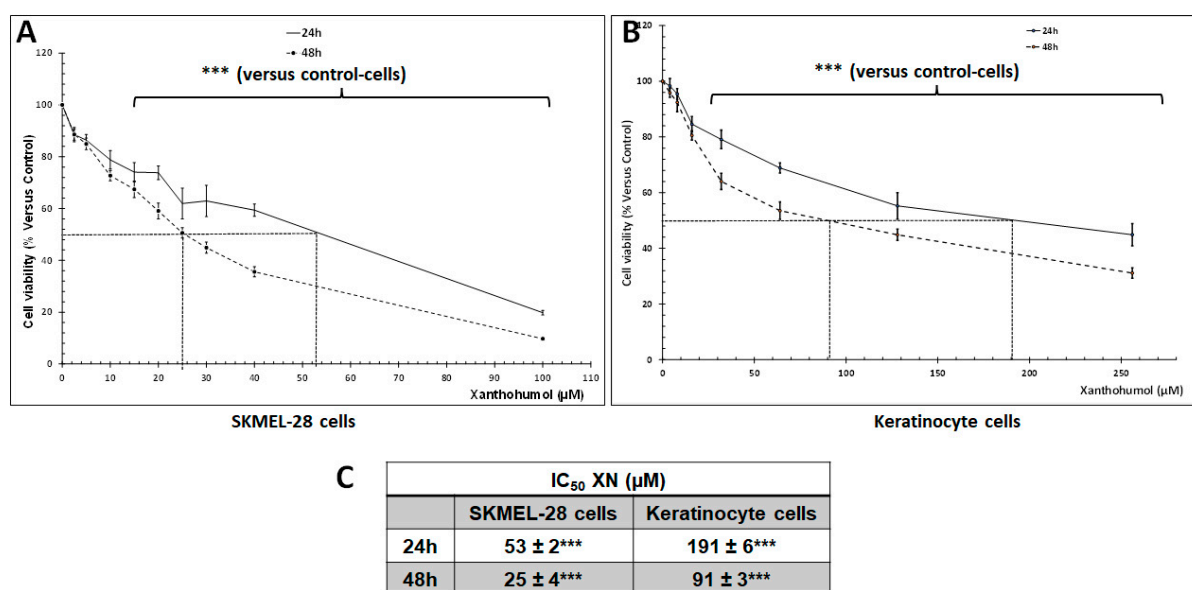 A
24h
48h
*** (versus control-cells)
120
100
80
60
40
20
0
Cell viability (% Versus Control)
0 10 20 30 40 50 60 70 80 90 100 110
Xanthohumol (µM)
SKMEL-28 cells
B
24h
48h
*** (versus control-cells)
120
100
80
60
40
20
0
Cell viability (% Versus Control)
0 50 100 150 200 250
Xanthohumol (µM)
Keratinocyte cells
C
IC50 XN (µM)
SKMEL-28 cells Keratinocyte cells
24h 53 ± 2*** 191 ± 6***
48h 25 ± 4*** 91 ± 3***